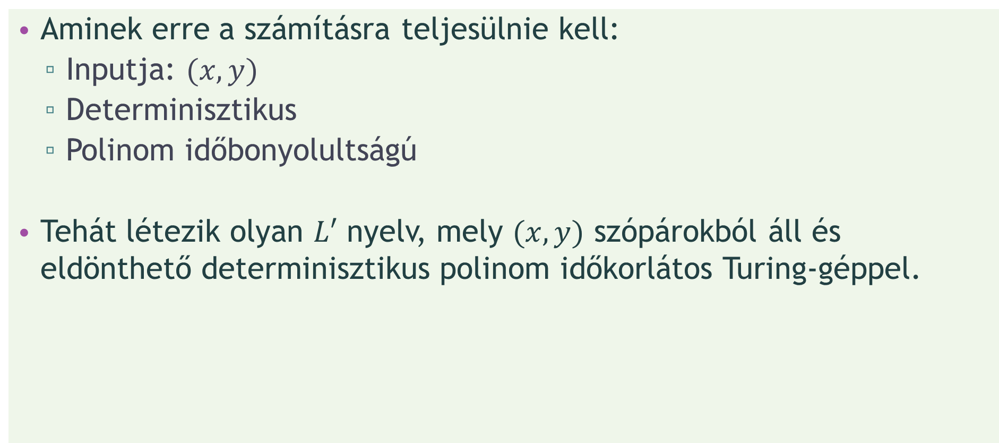 • Aminek erre a számításra teljesülnie kell:
▫ Inputja: (x, y)
▫ Determinisztikus
▫ Polinom időbonyolultságú
• Tehát létezik olyan L′ nyelv, mely (x, y) szópárokból áll és
eldönthető determinisztikus polinom időkorlátos Turing-géppel.